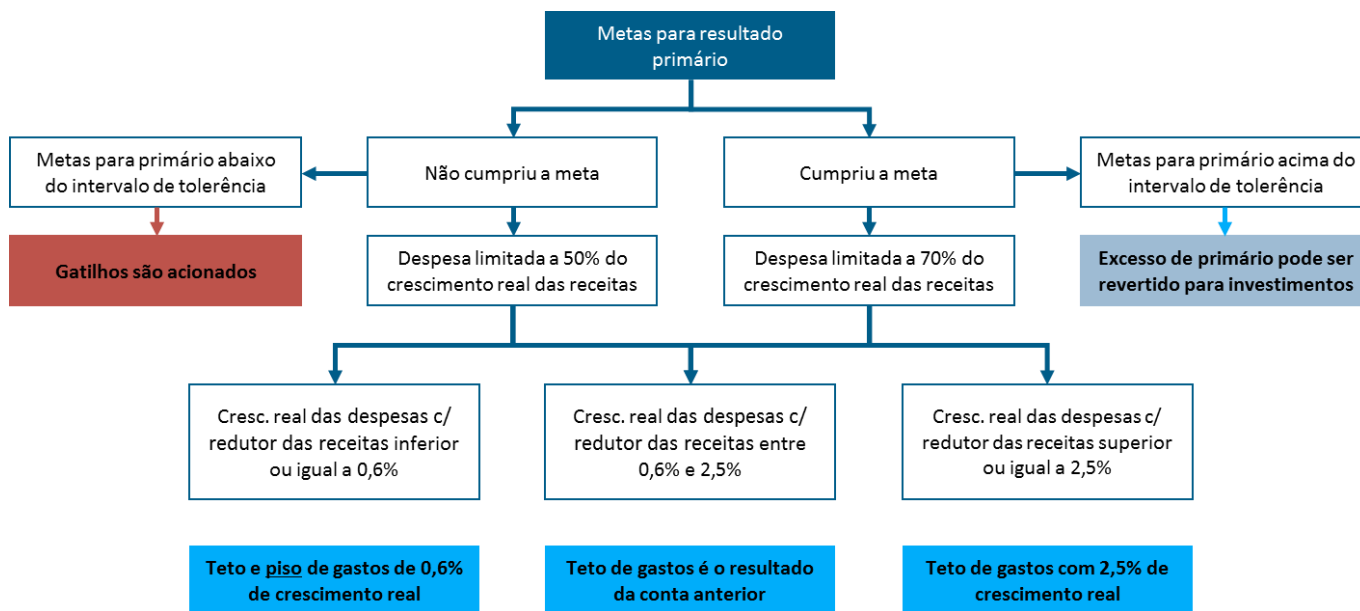 Metas para resultado
primário
Metas para primário abaixo
do intervalo de tolerência
Não cumpriu a meta
Cumpriu a meta
Metas para primário acima do
intervalo de tolerência
Gatilhos são acionados
Despesa limitada a 50% do
crescimento real das receitas
Despesa limitada a 70% do
crescimento real das receitas
Excesso de primário pode ser
revertido para investimentos
Cresc. real das despesas c/
redutor das receitas inferior
ou igual a 0,6%
Cresc. real das despesas c/
redutor das receitas entre
0,6% e 2,5%
Cresc. real das despesas c/
redutor das receitas superior
ou igual a 2,5%
Teto e piso de gastos de 0,6%
de crescimento real
Teto de gastos é o resultado
da conta anterior
Teto de gastos com 2,5% de
crescimento real